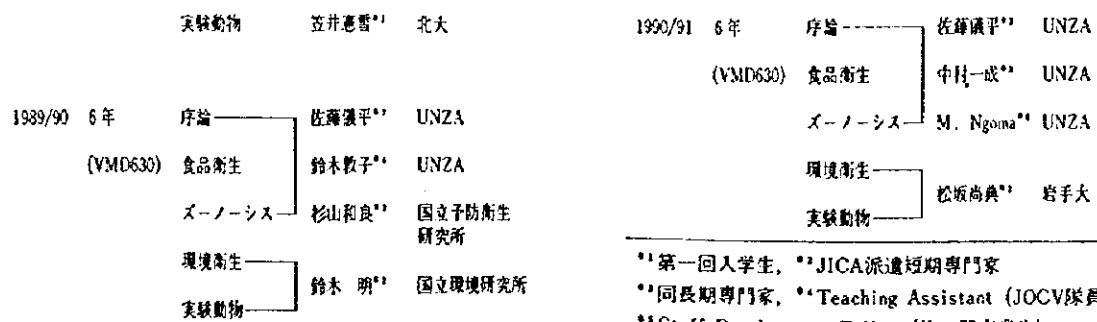 実験動物 笠井憲雪*1 北大
1989/90 6年 序論 佐藤儀平*3 UNZA
(VMD630) 食品衛生 鈴木敦子*4 UNZA
ズーノーシス 杉山和良*2 国立予防衛生
研究所
環境衛生
鈴木 明*2 国立環境研究所
実験動物
1990/91 6年 序論 佐藤儀平*3 UNZA
(VMD630) 食品衛生 中村一成*3 UNZA
ズーノーシス M. Ngoma*4 UNZA
環境衛生
松坂尚典*2 岩手大
実験動物
*1第一回入学生, *2JICA派遣短期専門家
*3同長期専門家, *4Teaching Assistant (JOCV隊員